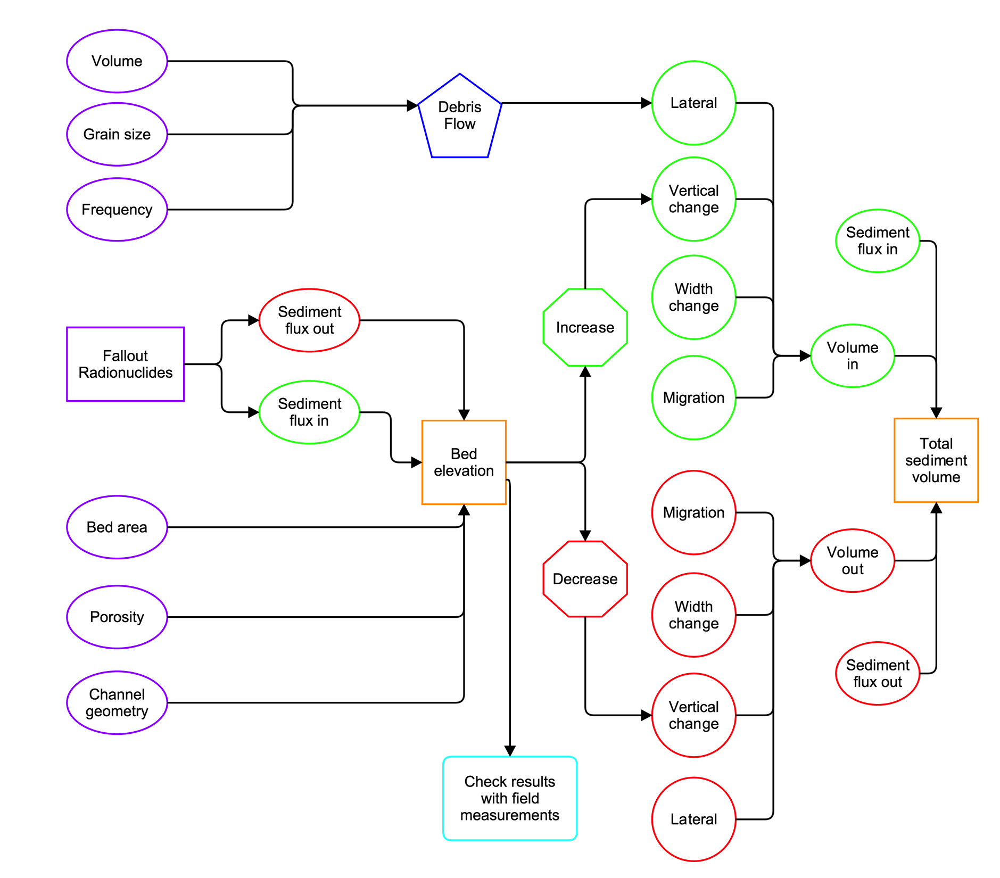 Volume
Grain size
Frequency
Debris
Flow
Lateral
Vertical
change
Width
change
Migration
Sediment
flux in
Volume
in
Increase
Sediment
flux out
Fallout
Radionuclides
Sediment
flux in
Bed
elevation
Total
sediment
volume
Bed area
Porosity
Channel
geometry
Decrease
Migration
Width
change
Vertical
change
Lateral
Volume
out
Sediment
flux out
Check results
with field
measurements